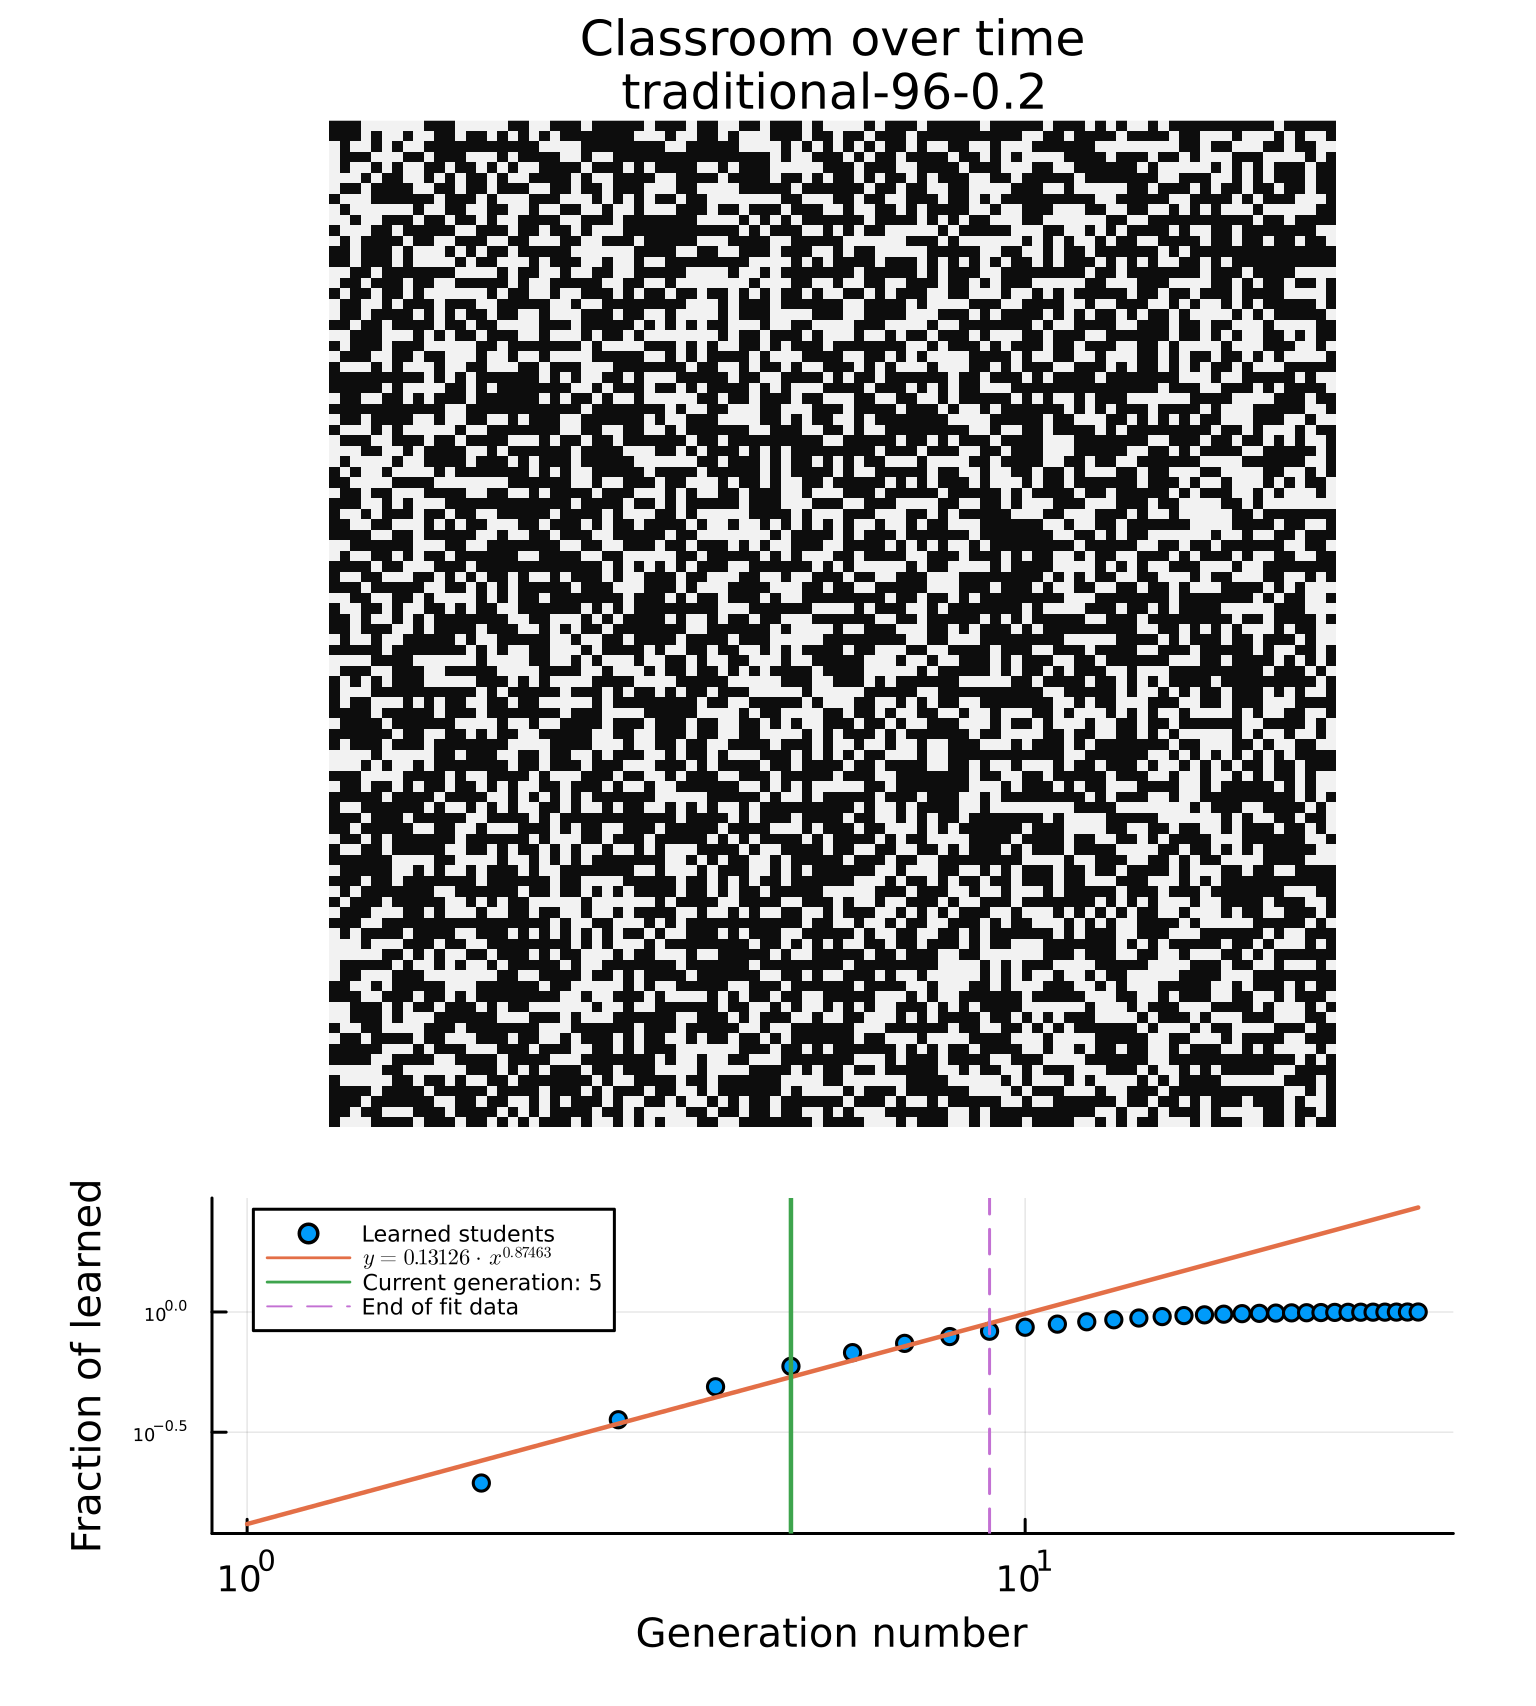 Classroom over time
traditional-96-0.2
Fraction of learned
Learned students
y = 0.13126 · x^0.87463
Current generation: 5
End of fit data
10^0.0
10^−0.5
10^0
10^1
Generation number